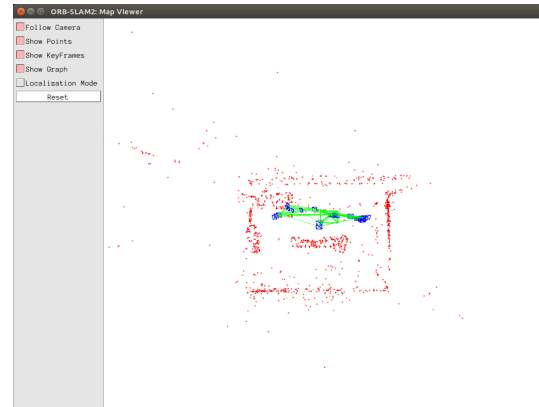 ORB-SLAM2: Map Viewer
Follow Camera
Show Points
Show KeyFrames
Show Graph
Localization Mode
Reset